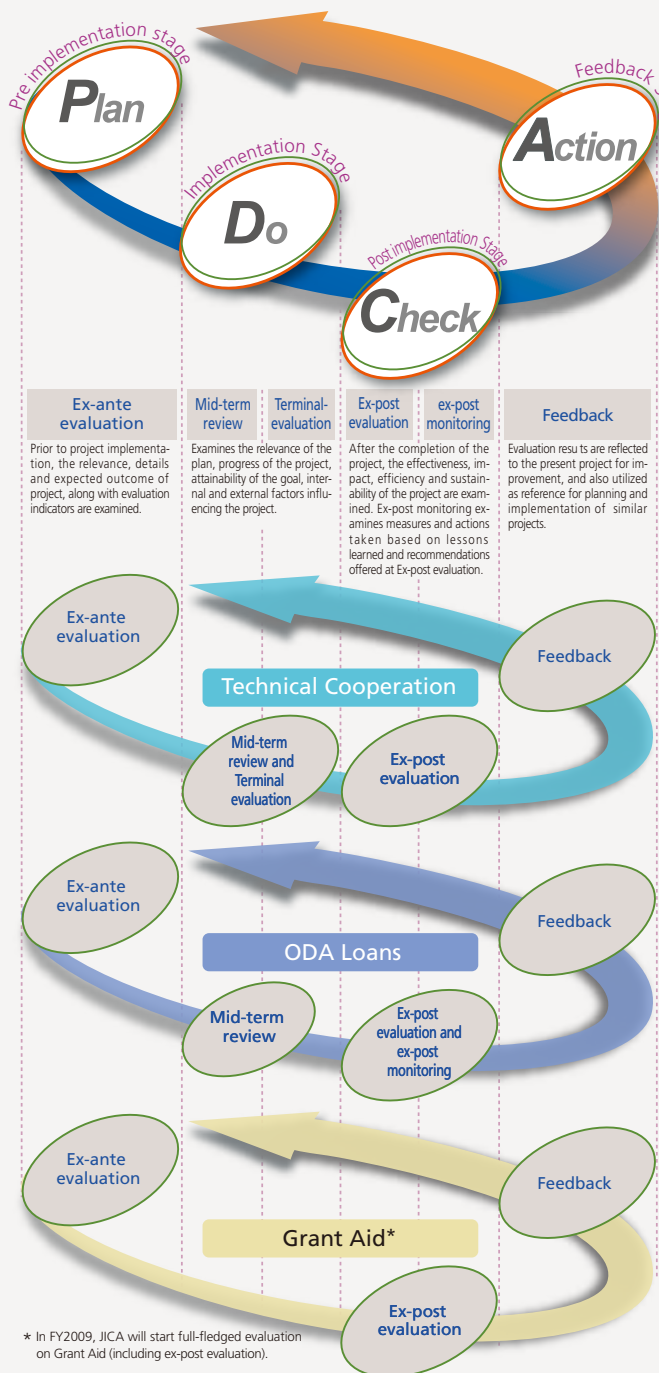 Pre implementation stage
Plan
Implementation Stage
Do
Post implementation Stage
Check
Feedback
Action
Ex-ante
evaluation
Prior to project implementa-
tion, the relevance, details
and expected outcome of
project, along with evaluation
indicators are examined.
Mid-term
review
Terminal-
evaluation
Examines the relevance of the
plan, progress of the project,
attainability of the goal, inter-
nal and external factors influ-
encing the project.
Ex-post
evaluation
ex-post
monitoring
After the completion of the
project, the effectiveness, im-
pact, efficiency and sustain-
ability of the project are exam-
ined. Ex-post monitoring ex-
amines measures and actions
taken based on lessons
learned and recommendations
offered at Ex-post evaluation.
Feedback
Evaluation resu ts are reflected
to the present project for im-
provement, and also utilized
as reference for planning and
implementation of similar
projects.
Ex-ante
evaluation
Feedback
Technical Cooperation
Mid-term
review and
Terminal
evaluation
Ex-post
evaluation
Ex-ante
evaluation
Feedback
ODA Loans
Mid-term
review
Ex-post
evaluation and
ex-post
monitoring
Ex-ante
evaluation
Feedback
Grant Aid*
Ex-post
evaluation
* In FY2009, JICA will start full-fledged evaluation
on Grant Aid (including ex-post evaluation).